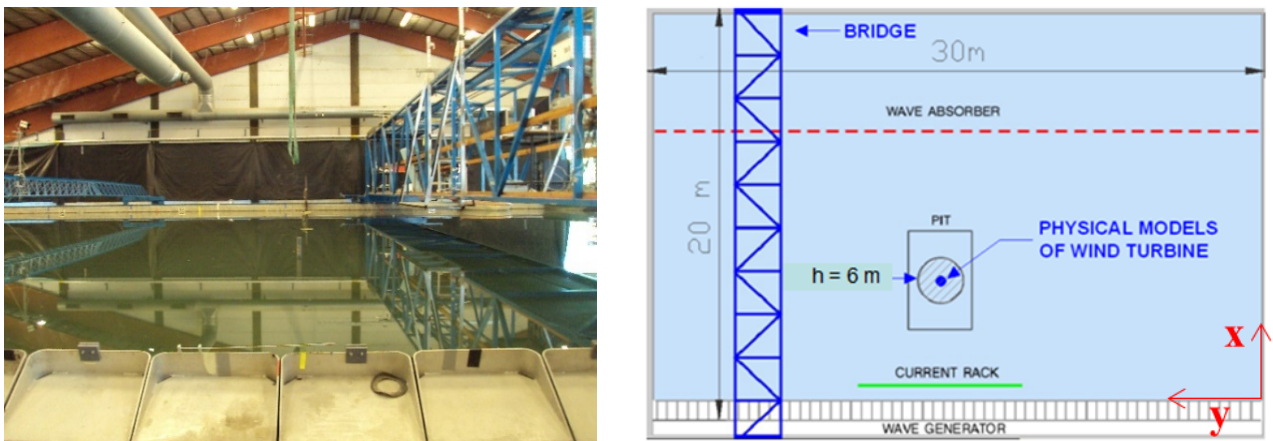 BRIDGE
30m
WAVE ABSORBER
20 m
PIT
PHYSICAL MODELS
OF WIND TURBINE
h = 6 m
x
CURRENT RACK
y
WAVE GENERATOR